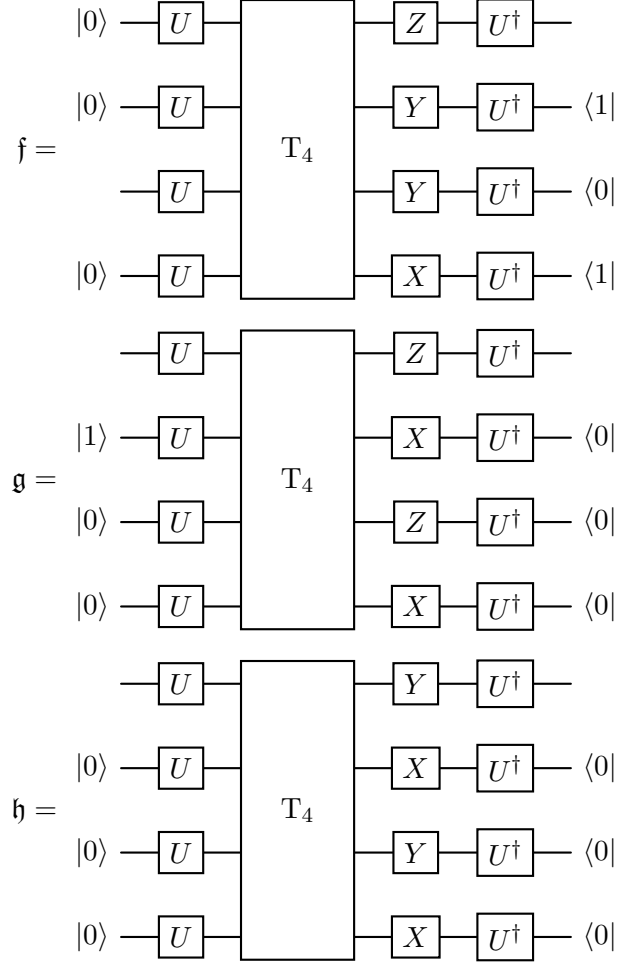 |0⟩ U Z U†
|0⟩ U Y U† ⟨1|
𝔣 = T₄
U Y U† ⟨0|
|0⟩ U X U† ⟨1|
U Z U†
|1⟩ U X U† ⟨0|
𝔤 = T₄
|0⟩ U Z U† ⟨0|
|0⟩ U X U† ⟨0|
U Y U†
|0⟩ U X U† ⟨0|
𝔥 = T₄
|0⟩ U Y U† ⟨0|
|0⟩ U X U† ⟨0|